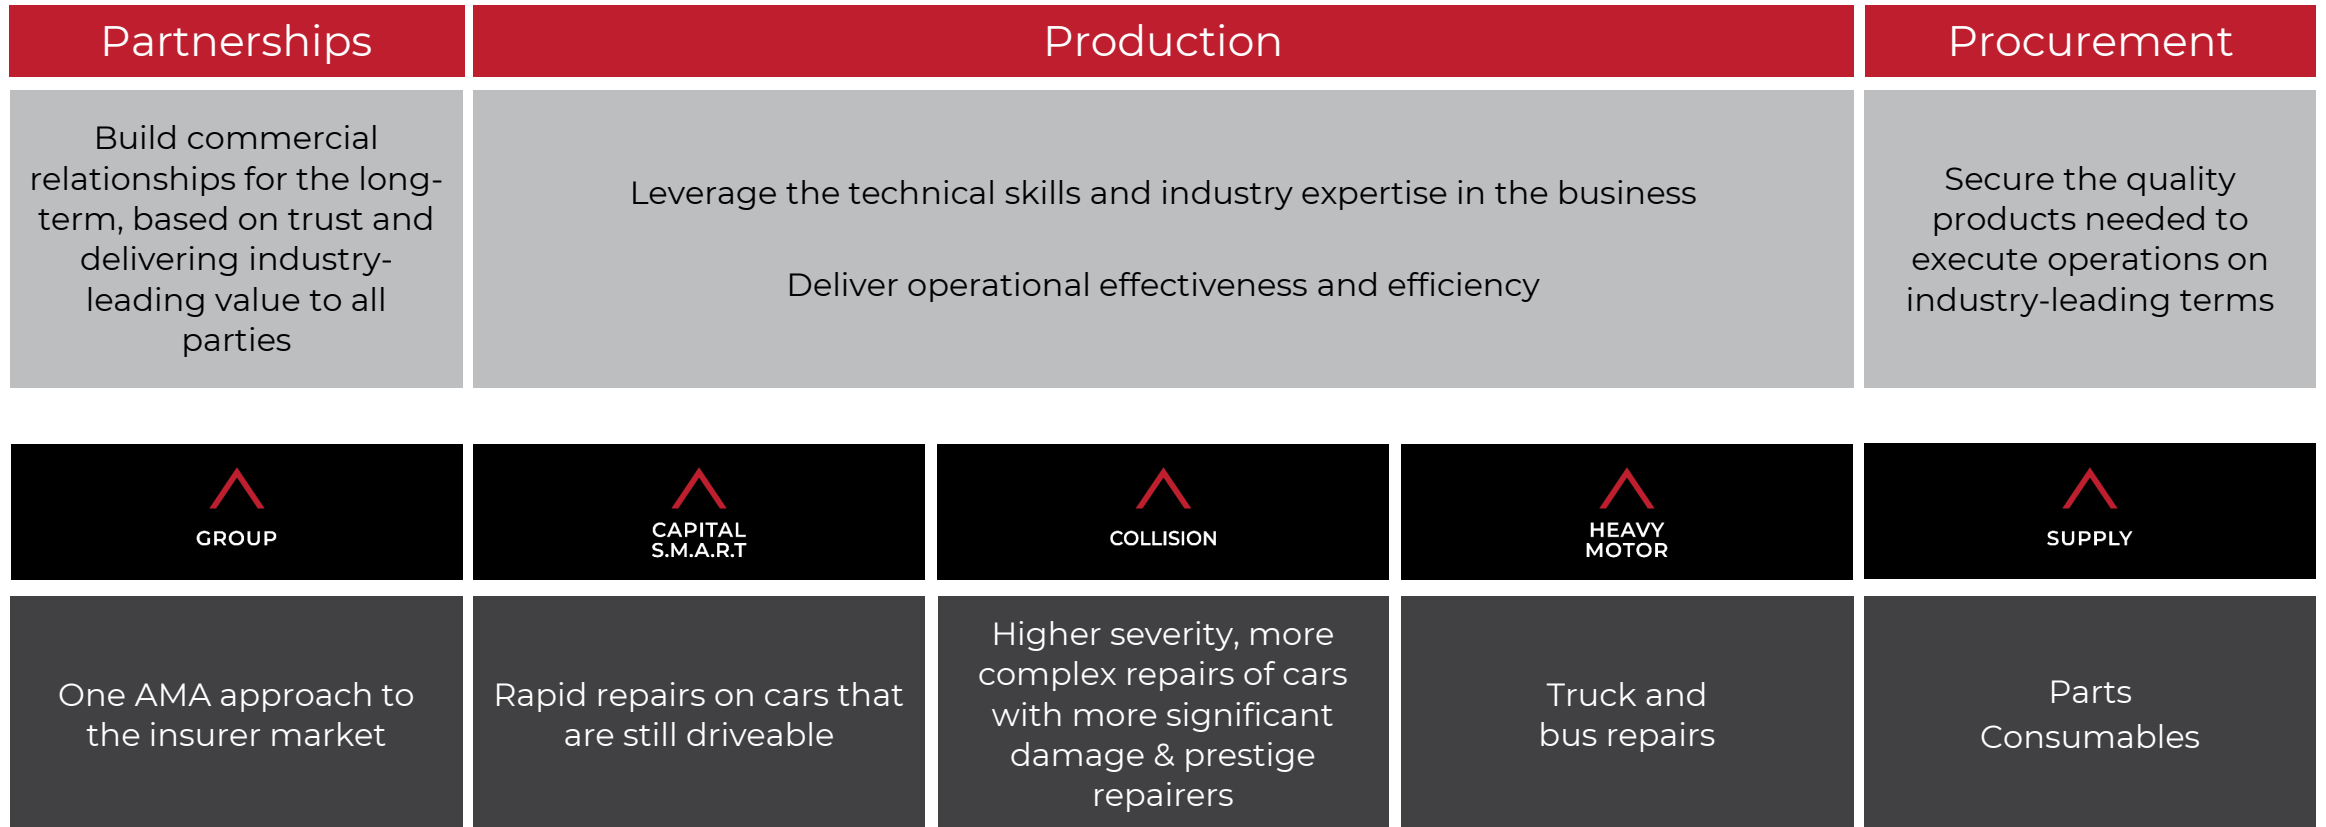 Partnerships
Production
Procurement
Build commercial
relationships for the long-
term, based on trust and
delivering industry-
leading value to all
parties
Leverage the technical skills and industry expertise in the business
Deliver operational effectiveness and efficiency
Secure the quality
products needed to
execute operations on
industry-leading terms
GROUP
CAPITAL
S.M.A.R.T
COLLISION
HEAVY
MOTOR
SUPPLY
One AMA approach to
the insurer market
Rapid repairs on cars that
are still driveable
Higher severity, more
complex repairs of cars
with more significant
damage & prestige
repairers
Truck and
bus repairs
Parts
Consumables